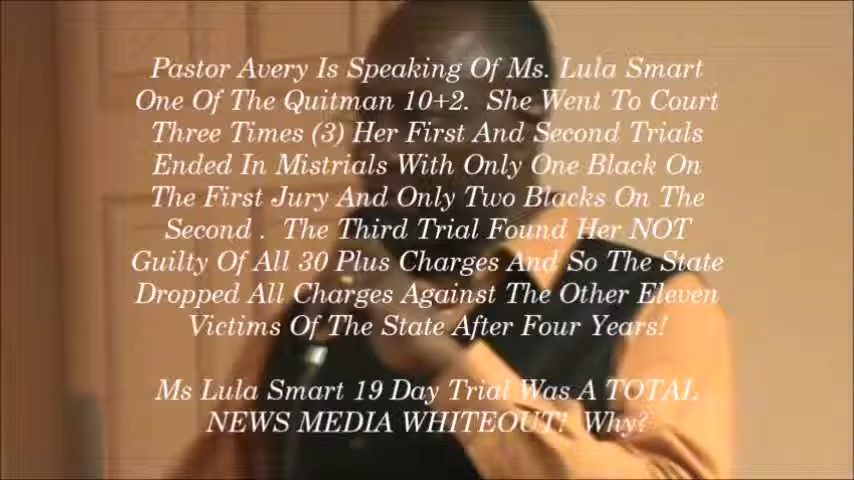 Pastor Avery Is Speaking Of Ms. Lula Smart
One Of The Quitman 10+2. She Went To Court
Three Times (3) Her First And Second Trials
Ended In Mistrials With Only One Black On
The First Jury And Only Two Blacks On The
Second . The Third Trial Found Her NOT
Guilty Of All 30 Plus Charges And So The State
Dropped All Charges Against The Other Eleven
Victims Of The State After Four Years!
Ms Lula Smart 19 Day Trial Was A TOTAL
NEWS MEDIA WHITEOUT! Why?